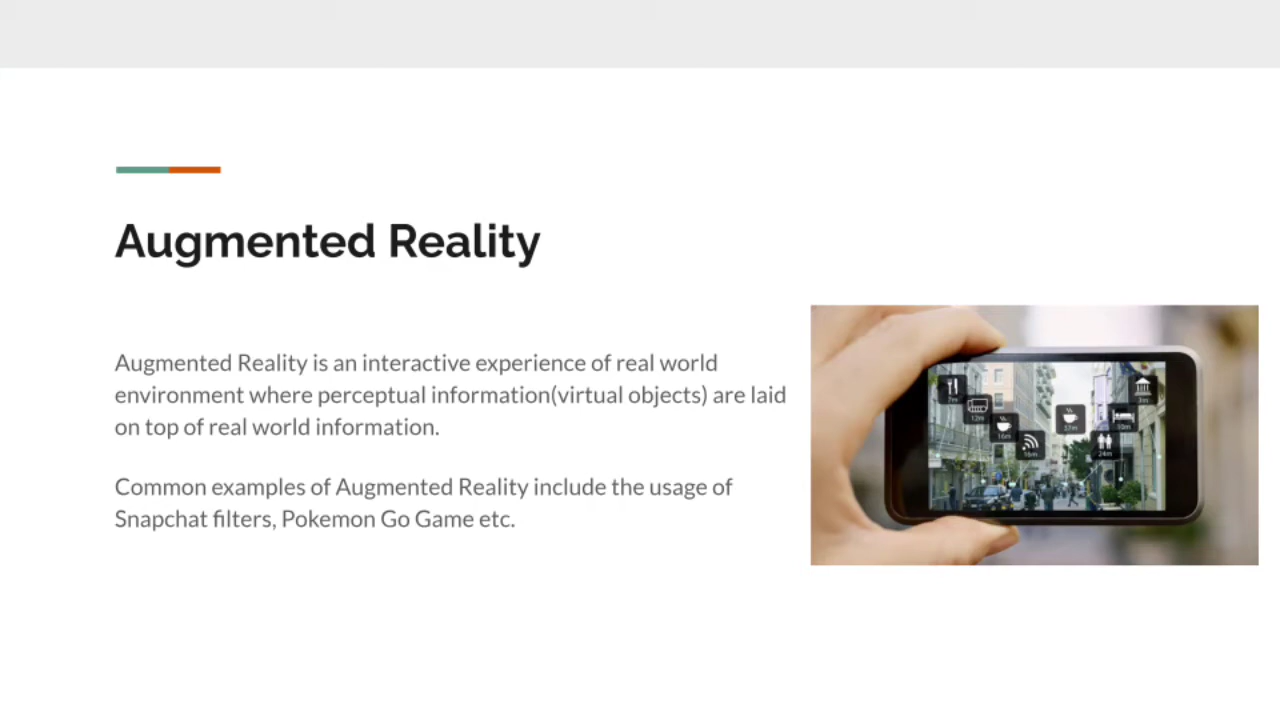 Augmented Reality
Augmented Reality is an interactive experience of real world
environment where perceptual information(virtual objects) are laid
on top of real world information.
Common examples of Augmented Reality include the usage of
Snapchat filters, Pokemon Go Game etc.